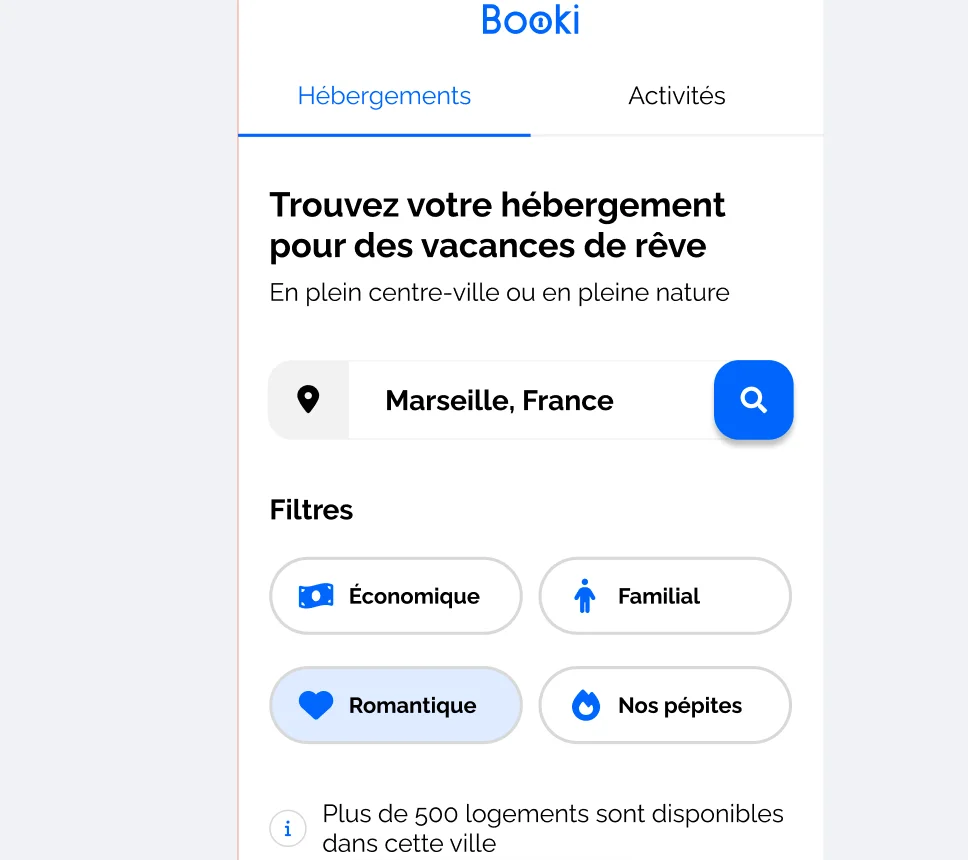 Booki
Hébergements
Activités
Trouvez votre hébergement
pour des vacances de rêve
En plein centre-ville ou en pleine nature
Marseille, France
Filtres
Économique
Familial
Romantique
Nos pépites
i
Plus de 500 logements sont disponibles
dans cette ville